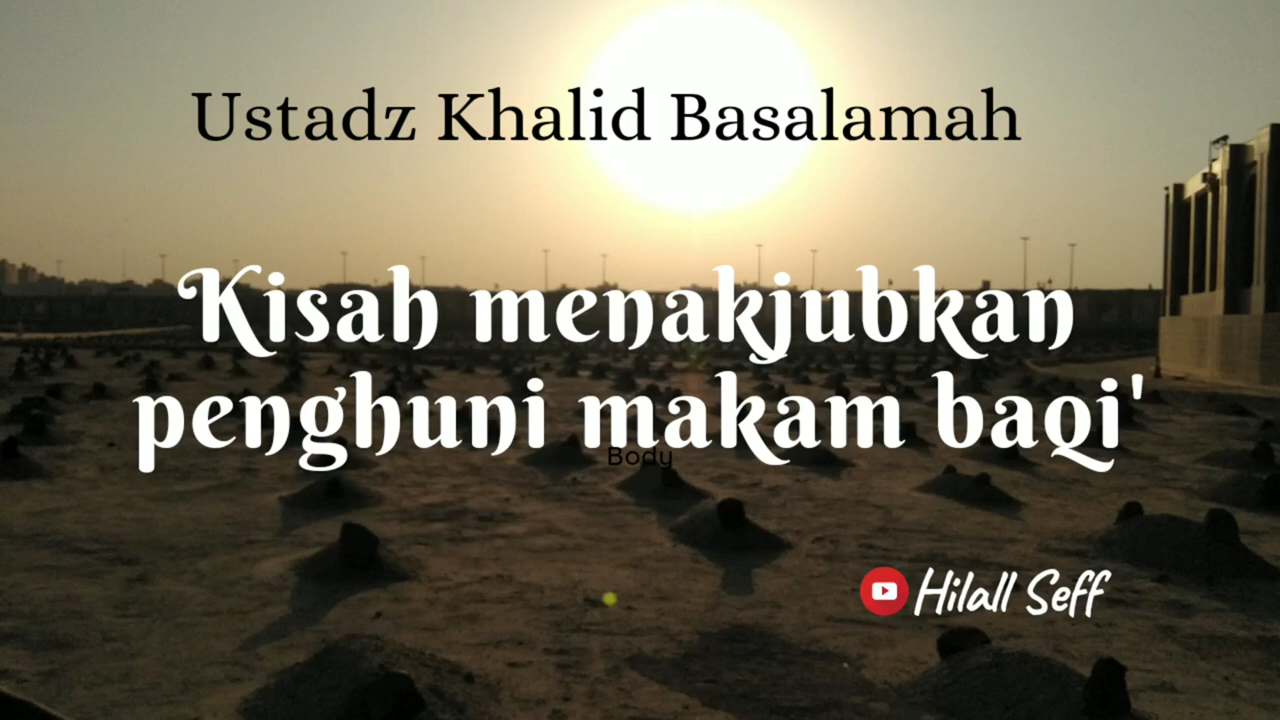 Ustadz Khalid Basalamah
Kisah menakjubkan
penghuni makam baqi'
Body
Hilall Seff